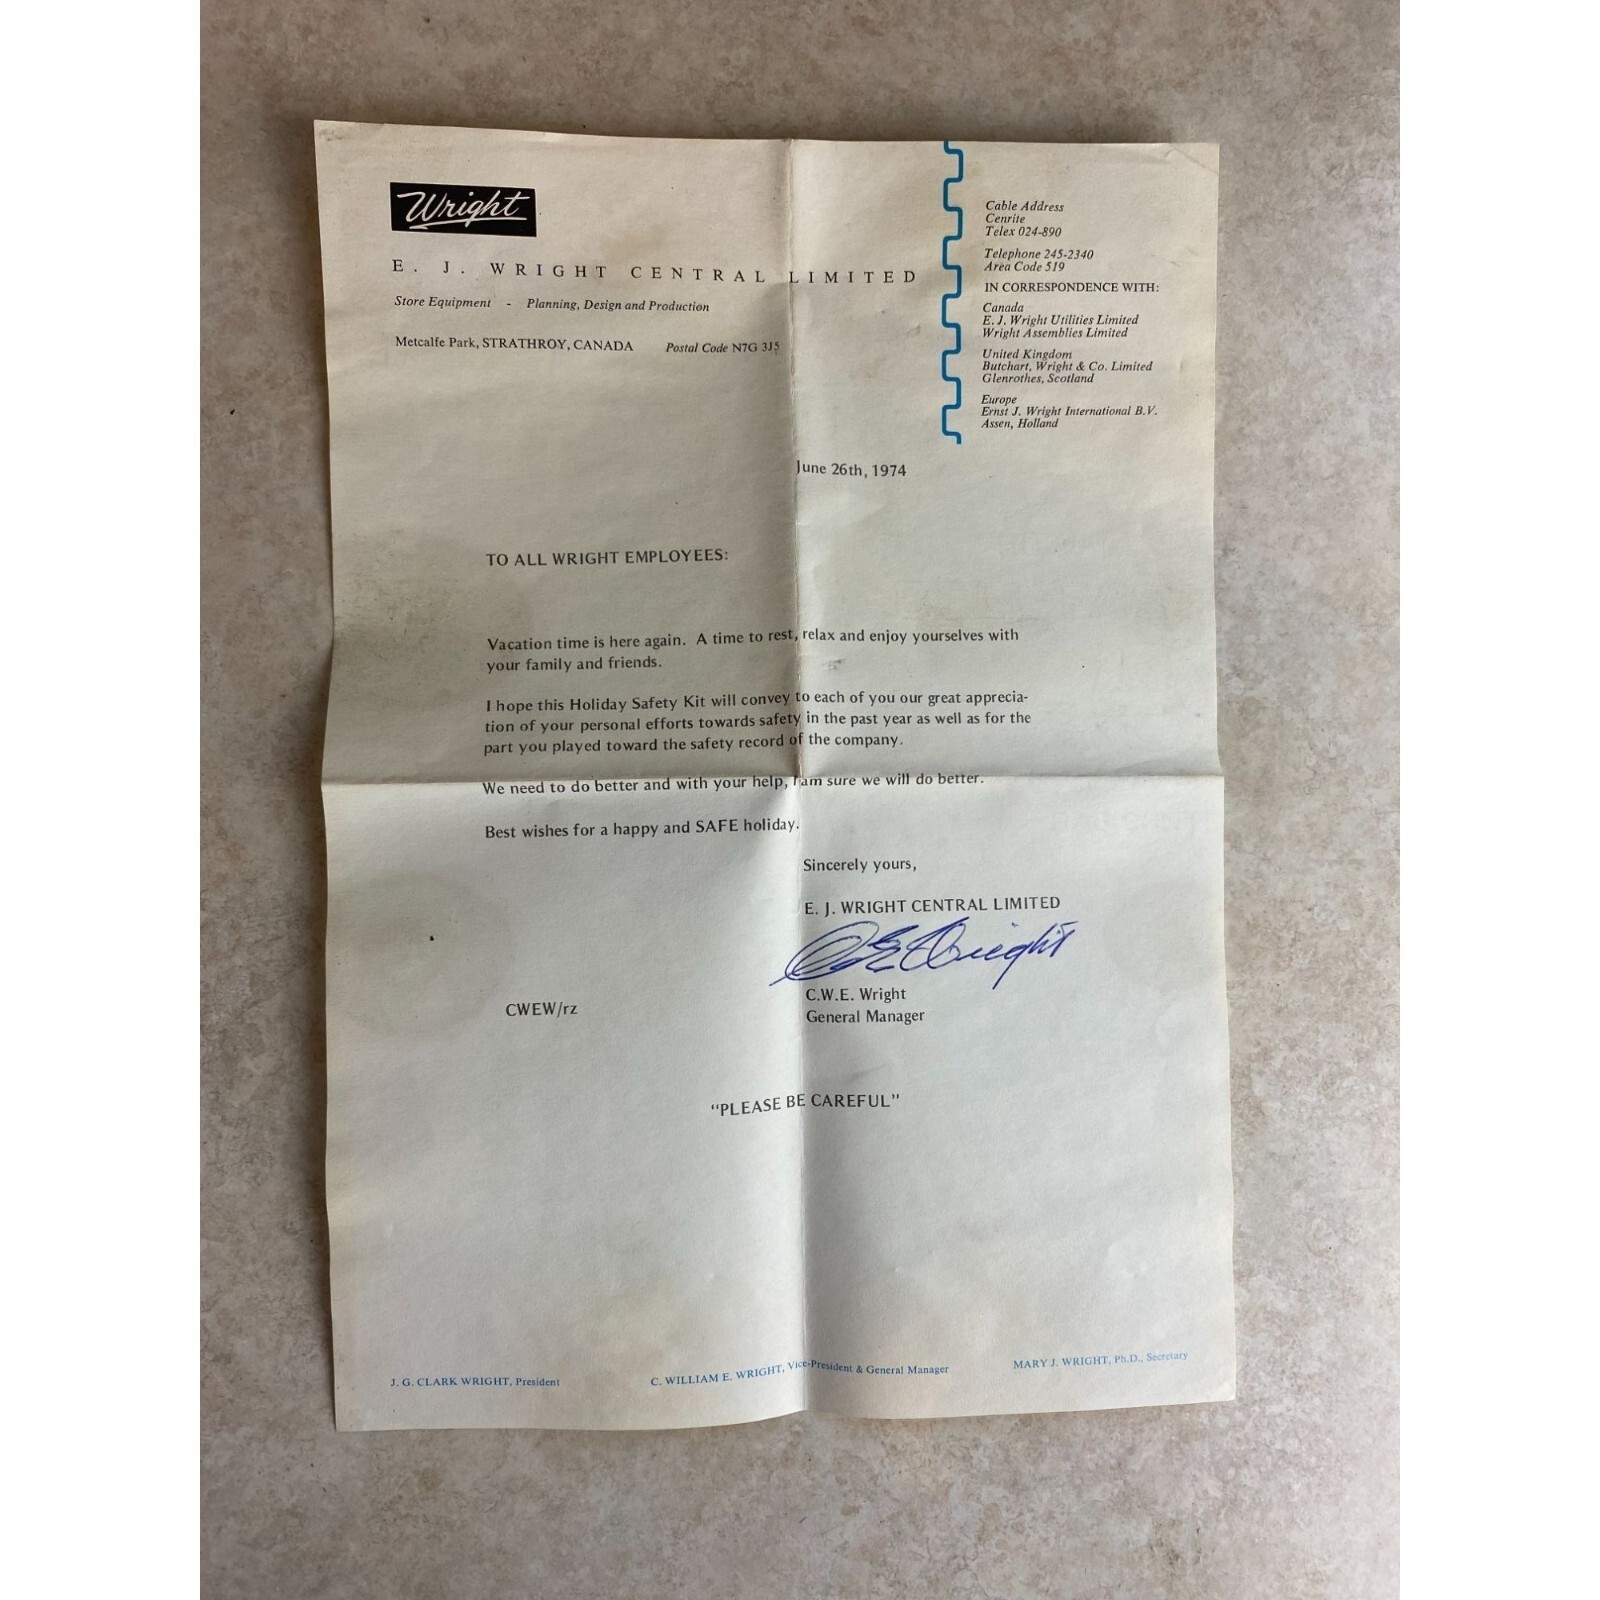 Wright
E. J. WRIGHT CENTRAL LIMITED
Store Equipment - Planning, Design and Production
Metcalfe Park, STRATHROY, CANADA Postal Code N7G 3J5
Cable Address
Cenrite
Telex 024-890
Telephone 245-2340
Area Code 519
IN CORRESPONDENCE WITH:
Canada
E. J. Wright Utilities Limited
Wright Assemblies Limited
United Kingdom
Butchart, Wright & Co. Limited
Glenrothes, Scotland
Europe
Ernst J. Wright International B.V.
Assen, Holland
June 26th, 1974
TO ALL WRIGHT EMPLOYEES:
Vacation time is here again. A time to rest, relax and enjoy yourselves with
your family and friends.
I hope this Holiday Safety Kit will convey to each of you our great apprecia-
tion of your personal efforts towards safety in the past year as well as for the
part you played toward the safety record of the company.
We need to do better and with your help, I am sure we will do better.
Best wishes for a happy and SAFE holiday.
Sincerely yours,
E. J. WRIGHT CENTRAL LIMITED
Wright
C.W.E. Wright
CWEW/rz
General Manager
"PLEASE BE CAREFUL"
J. G. CLARK WRIGHT, President
C. WILLIAM E. WRIGHT, Vice-President & General Manager
MARY J. WRIGHT, Ph.D., Secretary